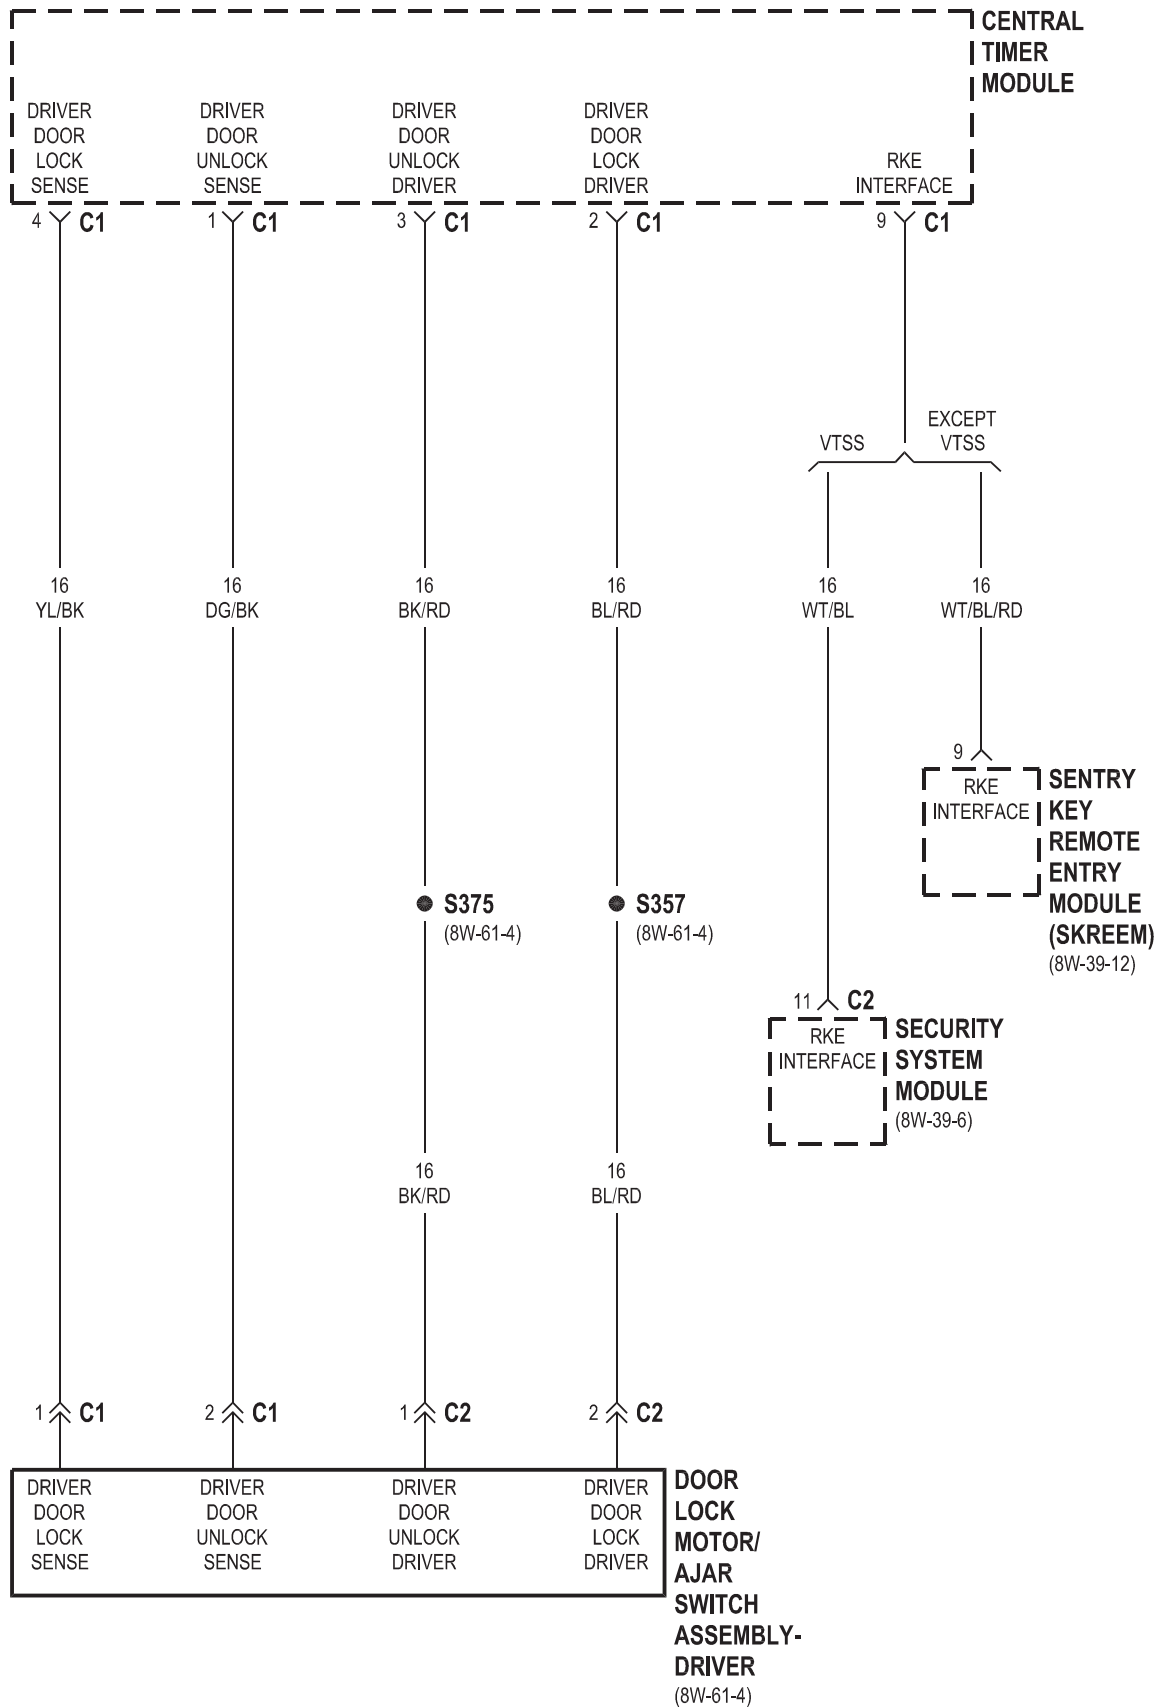 CENTRAL
TIMER
MODULE
DRIVER
DOOR
LOCK
SENSE
DRIVER
DOOR
UNLOCK
SENSE
DRIVER
DOOR
UNLOCK
DRIVER
DRIVER
DOOR
LOCK
DRIVER
RKE
INTERFACE
4 C1
1 C1
3 C1
2 C1
9 C1
VTSS
EXCEPT
VTSS
16
YL/BK
16
DG/BK
16
BK/RD
16
BL/RD
16
WT/BL
16
WT/BL/RD
9
RKE
INTERFACE
SENTRY
KEY
REMOTE
ENTRY
MODULE
(SKREEM)
(8W-39-12)
S375
(8W-61-4)
S357
(8W-61-4)
11 C2
RKE
INTERFACE
SECURITY
SYSTEM
MODULE
(8W-39-6)
16
BK/RD
16
BL/RD
1 C1
2 C1
1 C2
2 C2
DRIVER
DOOR
LOCK
SENSE
DRIVER
DOOR
UNLOCK
SENSE
DRIVER
DOOR
UNLOCK
DRIVER
DRIVER
DOOR
LOCK
DRIVER
DOOR
LOCK
MOTOR/
AJAR
SWITCH
ASSEMBLY-
DRIVER
(8W-61-4)